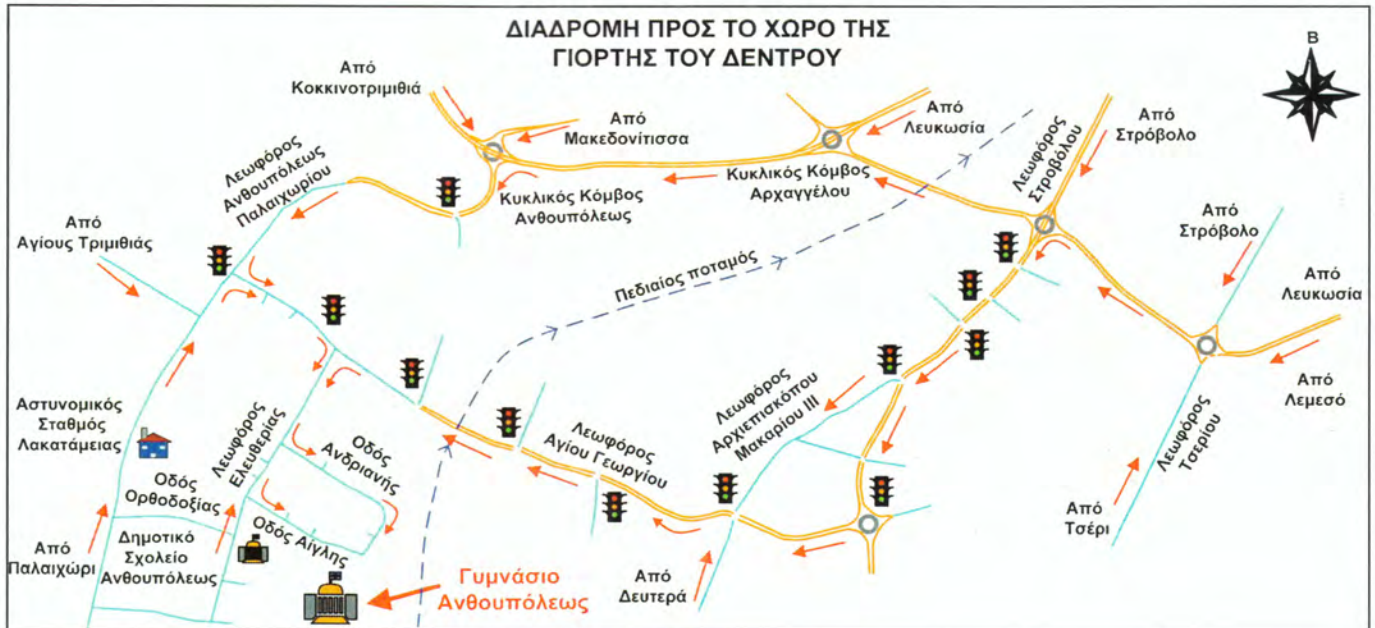 ΔΙΑΔΡΟΜΗ ΠΡΟΣ ΤΟ ΧΩΡΟ ΤΗΣ
ΓΙΟΡΤΗΣ ΤΟΥ ΔΕΝΤΡΟΥ
Β
Από
Κοκκινοτριμιθιά
Από
Μακεδονίτισσα
Από
Λευκωσία
Από
Στρόβολο
Λεωφόρος
Στροβόλου
Λεωφόρος
Ανθουπόλεως
Παλαιχωρίου
Κυκλικός Κόμβος
Ανθουπόλεως
Κυκλικός Κόμβος
Αρχαγγέλου
Από
Στρόβολο
Από
Αγίους Τριμιθιάς
Πεδιαίος ποταμός
Από
Λευκωσία
Από
Λεμεσό
Αστυνομικός
Σταθμός
Λακατάμειας
Λεωφόρος
Ελευθερίας
Οδός
Ανδριανής
Λεωφόρος
Αγίου Γεωργίου
Λεωφόρος
Αρχιεπισκόπου
Μακαρίου ΙΙΙ
Λεωφόρος
Τσερίου
Οδός
Ορθοδοξίας
Οδός Αίγλης
Από
Τσέρι
Από
Παλαιχώρι
Δημοτικό
Σχολείο
Ανθουπόλεως
Γυμνάσιο
Ανθουπόλεως
Από
Δευτερά